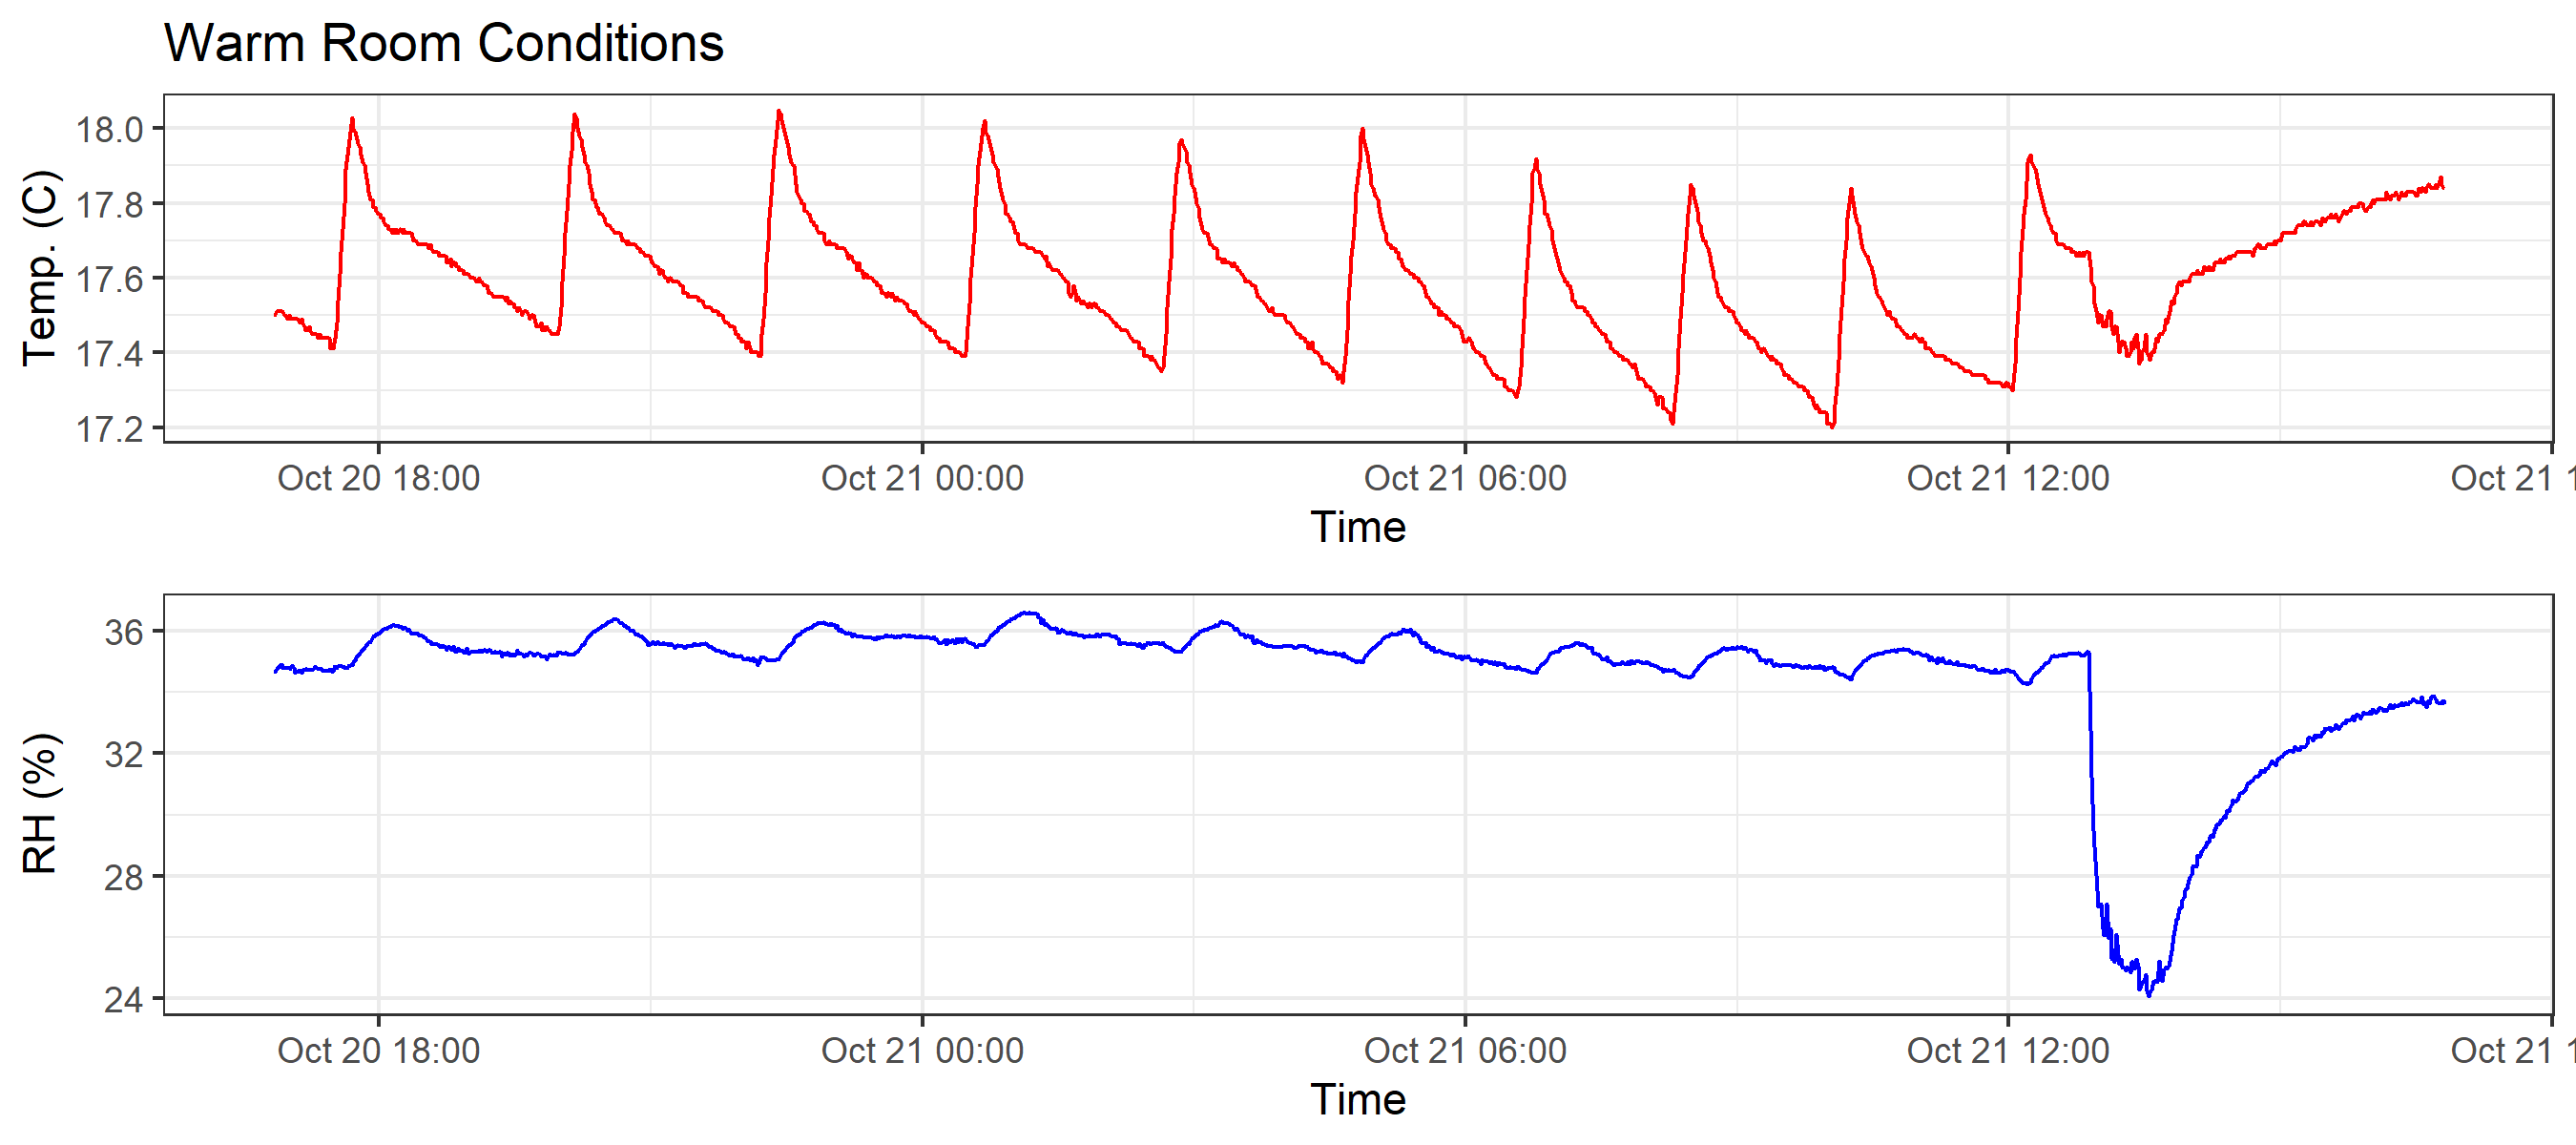 Warm Room Conditions
Temp. (C)
18.0
17.8
17.6
17.4
17.2
Oct 20 18:00 Oct 21 00:00 Oct 21 06:00 Oct 21 12:00 Oct 21 1
Time
RH (%)
36
32
28
24
Oct 20 18:00 Oct 21 00:00 Oct 21 06:00 Oct 21 12:00 Oct 21 1
Time